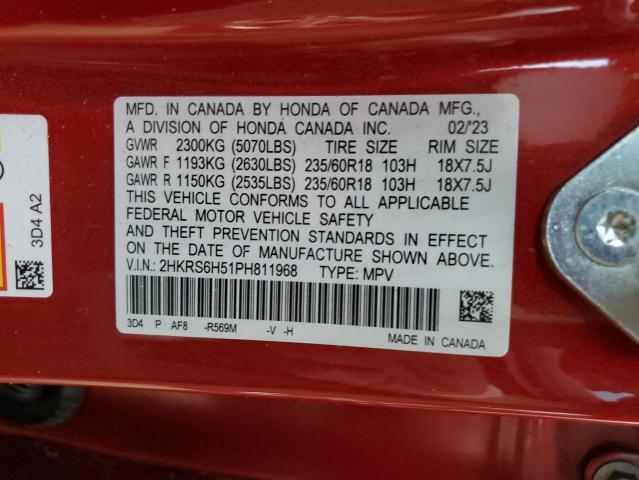 MFD. IN CANADA BY HONDA OF CANADA MFG.,
A DIVISION OF HONDA CANADA INC. 02/'23
GVWR 2300KG (5070LBS) TIRE SIZE RIM SIZE
GAWR F 1193KG (2630LBS) 235/60R18 103H 18X7.5J
GAWR R 1150KG (2535LBS) 235/60R18 103H 18X7.5J
THIS VEHICLE CONFORMS TO ALL APPLICABLE
FEDERAL MOTOR VEHICLE SAFETY
AND THEFT PREVENTION STANDARDS IN EFFECT
ON THE DATE OF MANUFACTURE SHOWN ABOVE.
V.I.N.: 2HKRS6H51PH811968 TYPE: MPV
3D4 P AF8 -R569M -V -H
MADE IN CANADA
3D4 A2